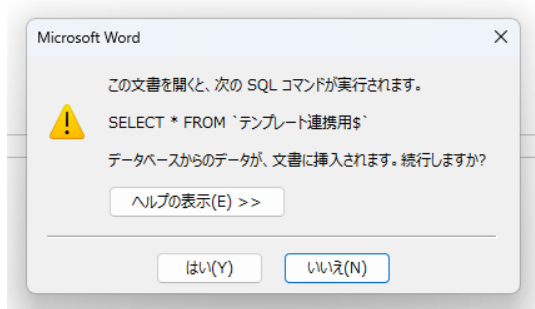 Microsoft Word
この文書を開くと、次の SQL コマンドが実行されます。
SELECT * FROM `テンプレート連携用$`
データベースからのデータが、文書に挿入されます。続行しますか?
ヘルプの表示(E) >>
はい(Y)
いいえ(N)